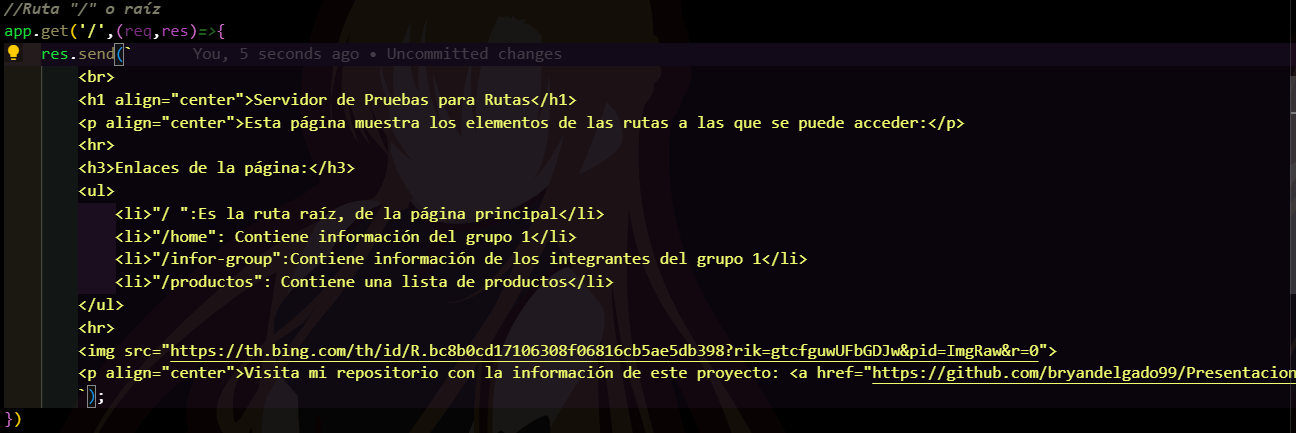 //Ruta "/" o raíz
app.get('/',(req,res)=>{
res.send(` You, 5 seconds ago • Uncommitted changes
<br>
<h1 align="center">Servidor de Pruebas para Rutas</h1>
<p align="center">Esta página muestra los elementos de las rutas a las que se puede acceder:</p>
<hr>
<h3>Enlaces de la página:</h3>
<ul>
<li>"/ ":Es la ruta raíz, de la página principal</li>
<li>"/home": Contiene información del grupo 1</li>
<li>"/infor-group":Contiene información de los integrantes del grupo 1</li>
<li>"/productos": Contiene una lista de productos</li>
</ul>
<hr>
<img src="https://th.bing.com/th/id/R.bc8b0cd17106308f06816cb5ae5db398?rik=gtcfguwUFbGDJw&pid=ImgRaw&r=0">
<p align="center">Visita mi repositorio con la información de este proyecto: <a href="https://github.com/bryandelgado99/Presentacion
`);
})